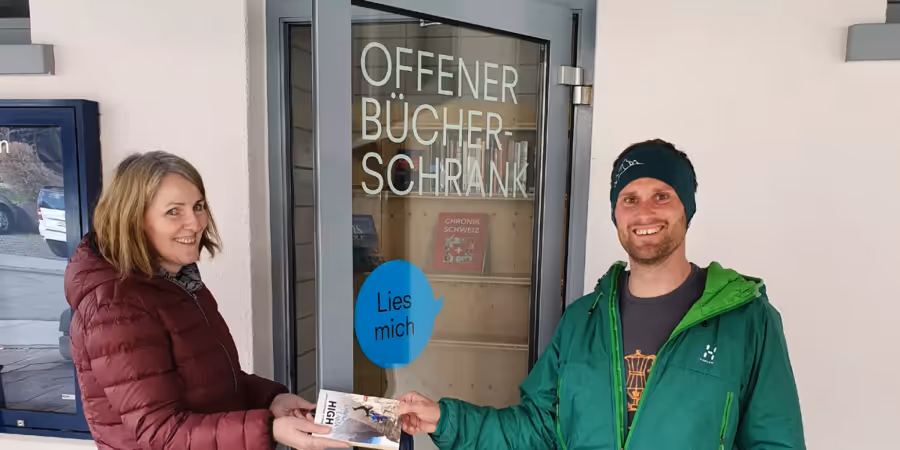 OFFENER
BÜCHER-
SCHRANK
CHRONIK
SCHWEIZ
Lies
mich
HIGH